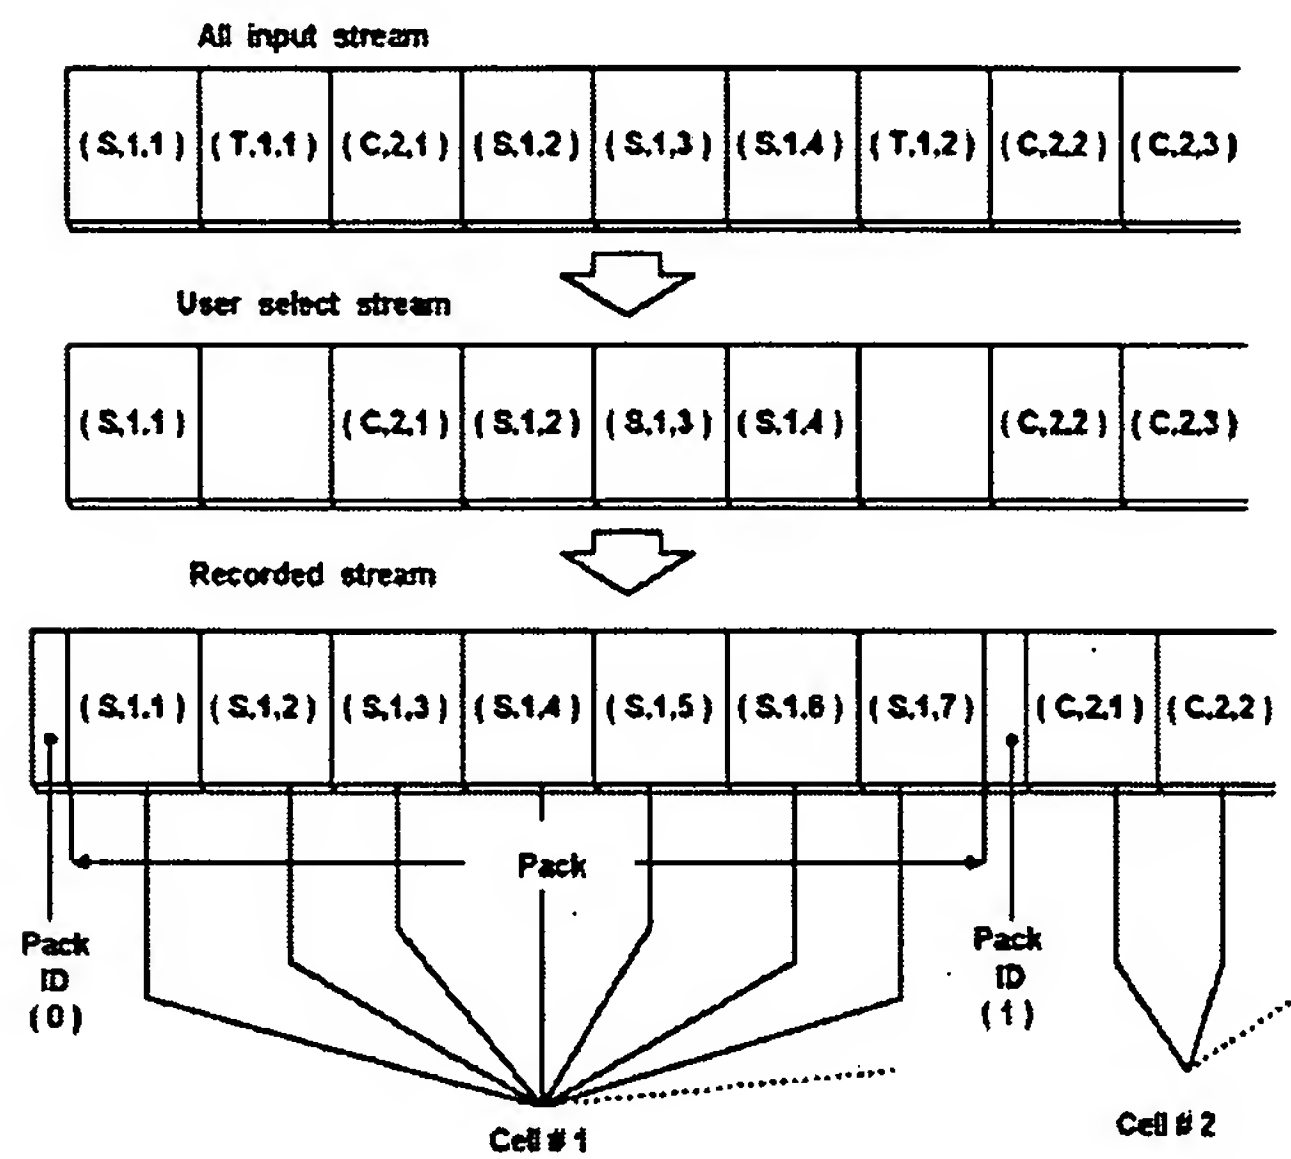 All input stream
( S,1,1 ) ( T,1,1 ) ( C,2,1 ) ( S,1,2 ) ( S,1,3 ) ( S,1,4 ) ( T,1,2 ) ( C,2,2 ) ( C,2,3 )
User select stream
( S,1,1 ) ( C,2,1 ) ( S,1,2 ) ( S,1,3 ) ( S,1,4 ) ( C,2,2 ) ( C,2,3 )
Recorded stream
( S,1,1 ) ( S,1,2 ) ( S,1,3 ) ( S,1,4 ) ( S,1,5 ) ( S,1,6 ) ( S,1,7 ) ( C,2,1 ) ( C,2,2 )
Pack
Pack
ID
( 0 )
Pack
ID
( 1 )
Cell # 1
Cell # 2